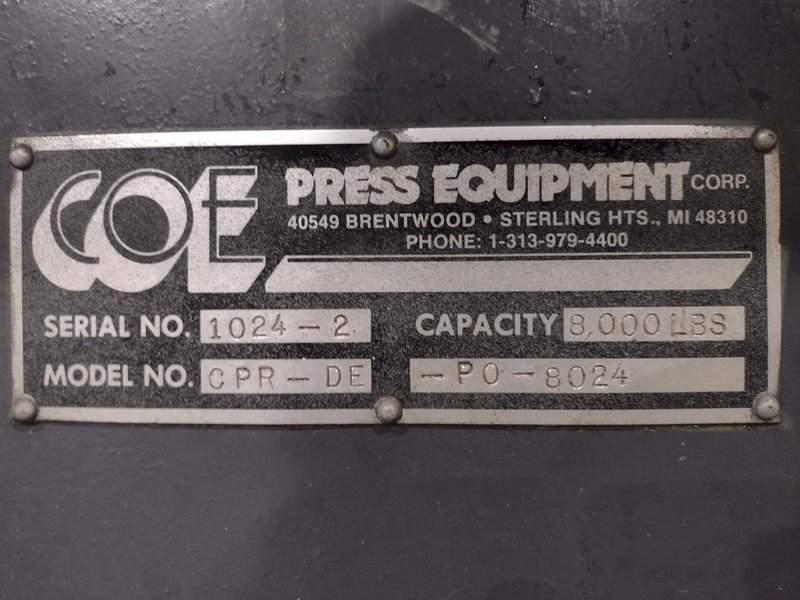 COE PRESS EQUIPMENT CORP.
40549 BRENTWOOD • STERLING HTS., MI 48310
PHONE: 1-313-979-4400
SERIAL NO. 1024-2 CAPACITY 8,000 LBS
MODEL NO. CPR-DE -PO-8024